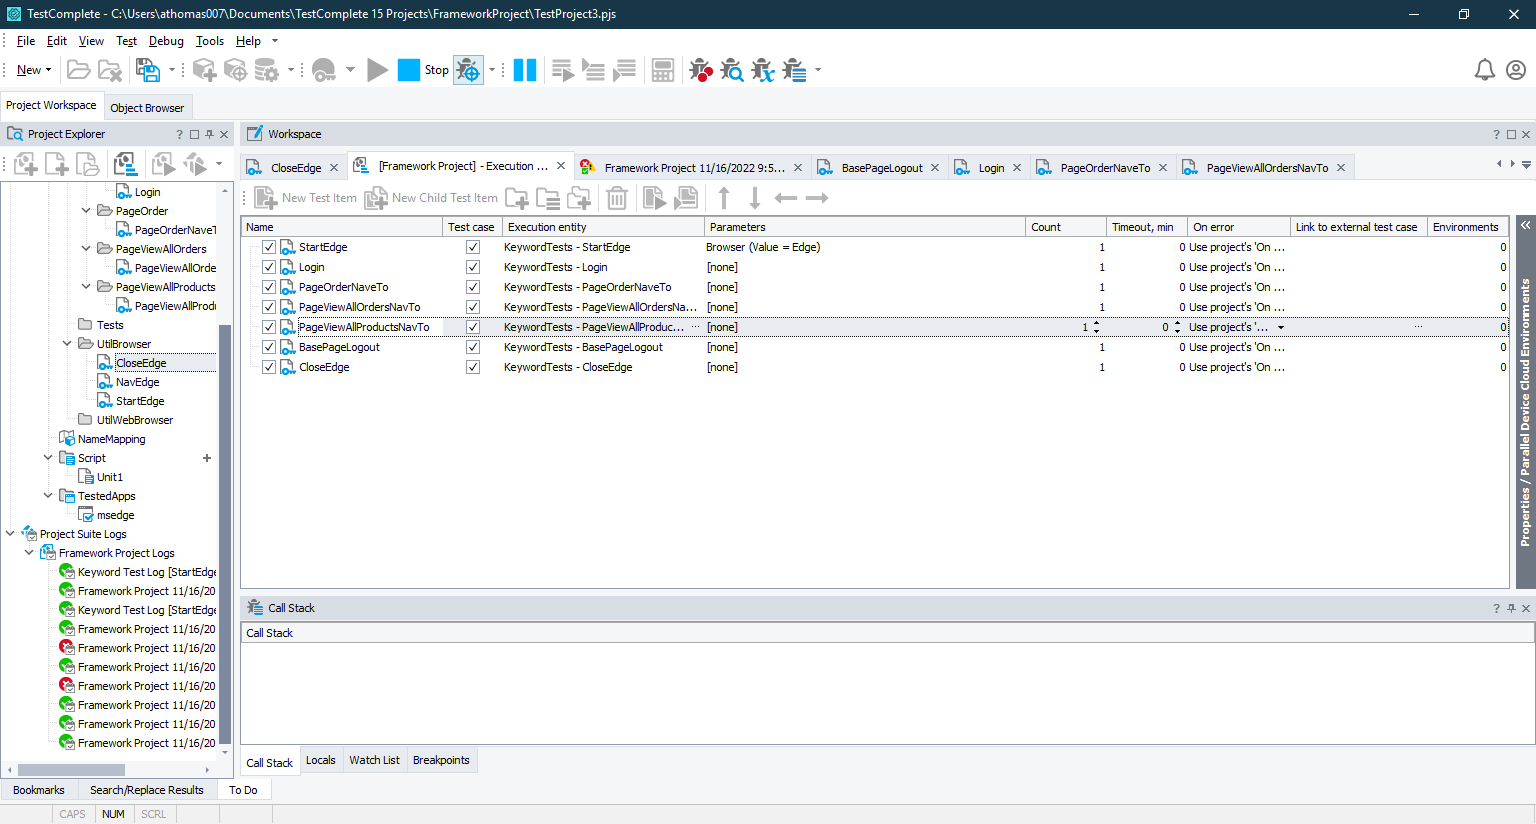 TestComplete - C:\Users\athomas007\Documents\TestComplete 15 Projects\FrameworkProject\TestProject3.pjs
File Edit View Test Debug Tools Help
New Stop
Project Workspace Object Browser
Project Explorer ?
Login
PageOrder
PageOrderNaveT
PageViewAllOrders
PageViewAllOrde
PageViewAllProducts
PageViewAllProdu
Tests
UtilBrowser
CloseEdge
NavEdge
StartEdge
UtilWebBrowser
NameMapping
Script +
Unit1
TestedApps
msedge
Project Suite Logs
Framework Project Logs
Keyword Test Log [StartEdge
Framework Project 11/16/20
Keyword Test Log [StartEdge
Framework Project 11/16/20
Framework Project 11/16/20
Framework Project 11/16/20
Framework Project 11/16/20
Framework Project 11/16/20
Framework Project 11/16/20
Framework Project 11/16/20
Bookmarks Search/Replace Results To Do
Workspace ?
CloseEdge [Framework Project] - Execution ... Framework Project 11/16/2022 9:5... BasePageLogout Login PageOrderNaveTo PageViewAllOrdersNavTo
New Test Item New Child Test Item
Name Test case Execution entity Parameters Count Timeout, min On error Link to external test case Environments
StartEdge KeywordTests - StartEdge Browser (Value = Edge) 1 0 Use project's 'On ... 0
Login KeywordTests - Login [none] 1 0 Use project's 'On ... 0
PageOrderNaveTo KeywordTests - PageOrderNaveTo [none] 1 0 Use project's 'On ... 0
PageViewAllOrdersNavTo KeywordTests - PageViewAllOrdersNa... [none] 1 0 Use project's 'On ... 0
PageViewAllProductsNavTo KeywordTests - PageViewAllProduc... ... [none] 1 0 Use project's '... ... 0
BasePageLogout KeywordTests - BasePageLogout [none] 1 0 Use project's 'On ... 0
CloseEdge KeywordTests - CloseEdge [none] 1 0 Use project's 'On ... 0
Properties / Parallel Device Cloud Environments
Call Stack ?
Call Stack
Call Stack Locals Watch List Breakpoints
CAPS NUM SCRL